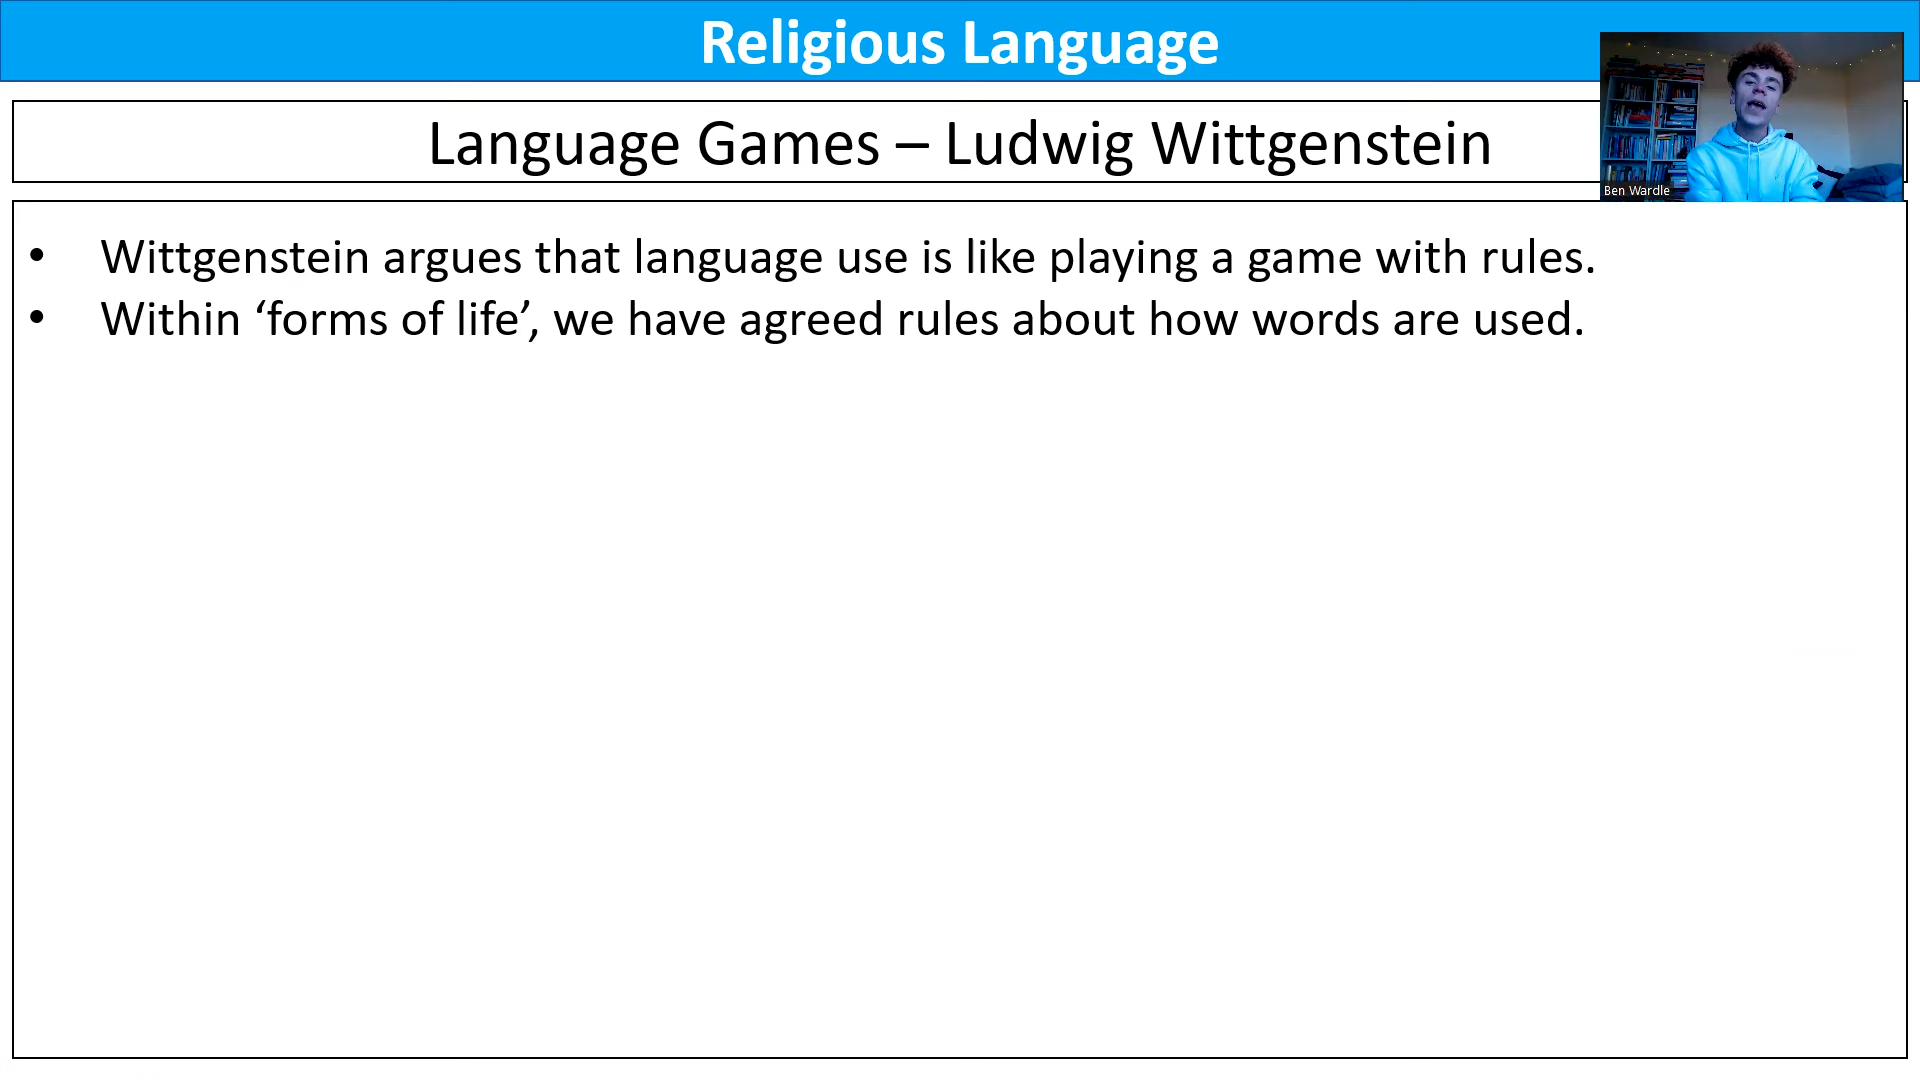 Religious Language
Language Games – Ludwig Wittgenstein
Ben Wardle
• Wittgenstein argues that language use is like playing a game with rules.
• Within ‘forms of life’, we have agreed rules about how words are used.